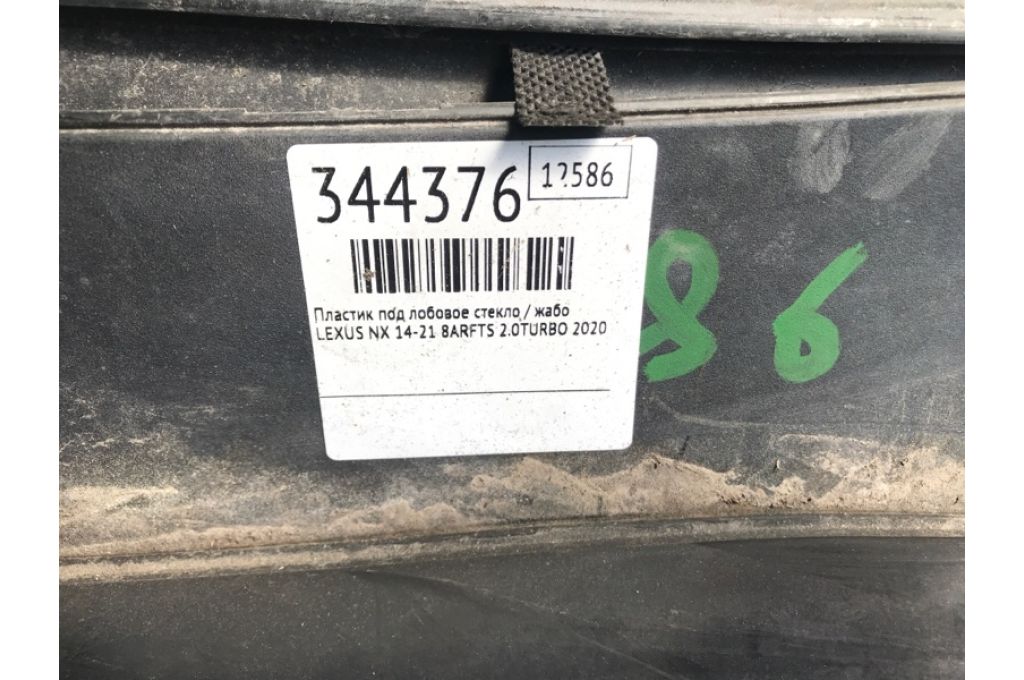 344376
12586
Пластик под лобовое стекло / жабо
LEXUS NX 14-21 8ARFTS 2.0TURBO 2020
86